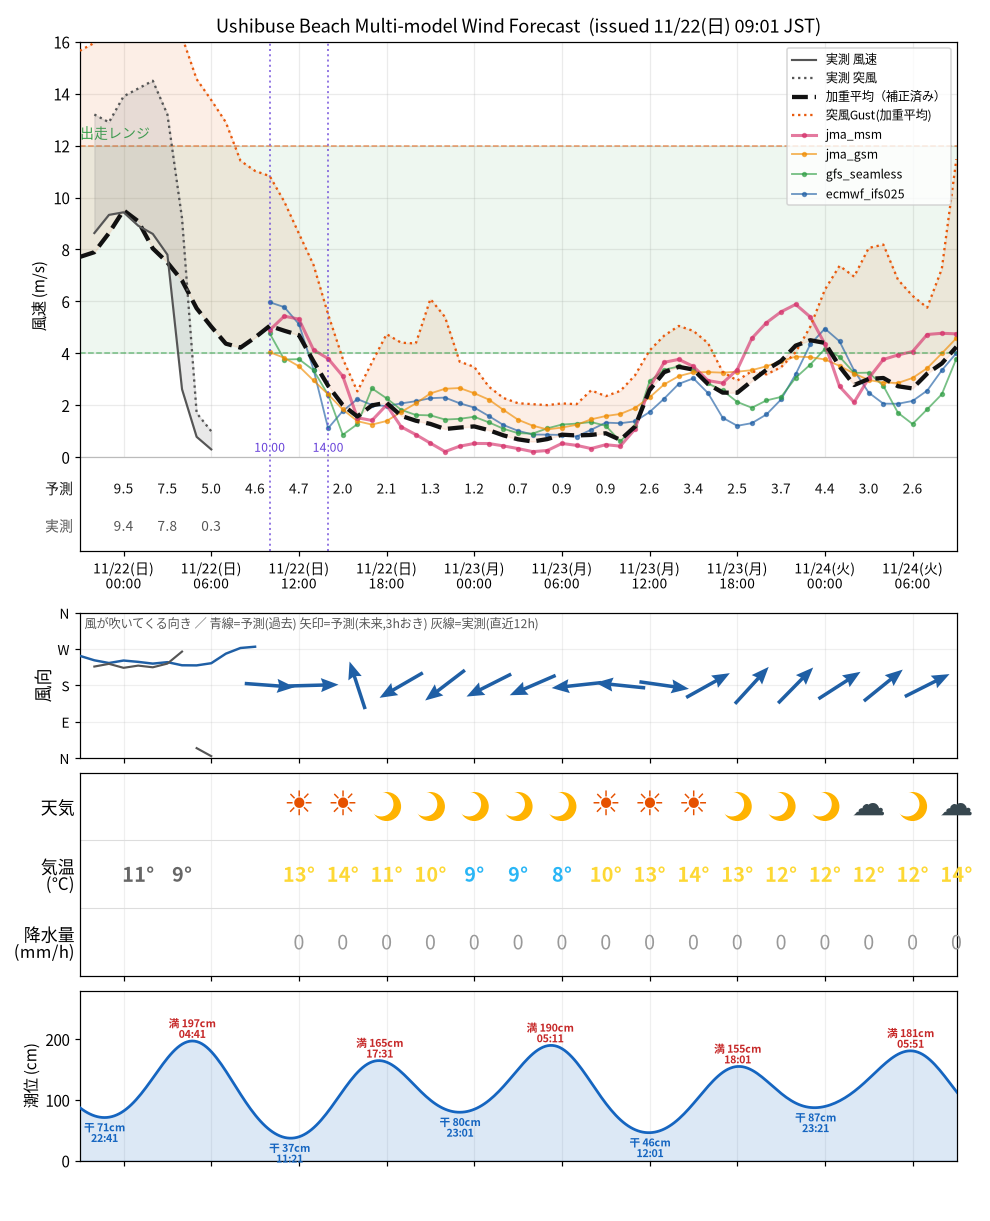 Ushibuse Beach Multi-model Wind Forecast (issued 11/22(日) 09:01 JST)
実測 風速
実測 突風
加重平均（補正済み）
突風Gust(加重平均)
jma_msm
jma_gsm
gfs_seamless
ecmwf_ifs025
出走レンジ
風速 (m/s)
16
14
12
10
8
6
4
2
0
10:00 14:00
予測 9.5 7.5 5.0 4.6 4.7 2.0 2.1 1.3 1.2 0.7 0.9 0.9 2.6 3.4 2.5 3.7 4.4 3.0 2.6
実測 9.4 7.8 0.3
11/22(日) 11/22(日) 11/22(日) 11/22(日) 11/23(月) 11/23(月) 11/23(月) 11/23(月) 11/24(火) 11/24(火)
00:00 06:00 12:00 18:00 00:00 06:00 12:00 18:00 00:00 06:00
風が吹いてくる向き ／ 青線=予測(過去) 矢印=予測(未来,3hおき) 灰線=実測(直近12h)
風向
N
W
S
E
N
天気
気温
(℃)
11° 9° 13° 14° 11° 10° 9° 9° 8° 10° 13° 14° 13° 12° 12° 12° 12° 14°
降水量
(mm/h)
0 0 0 0 0 0 0 0 0 0 0 0 0 0 0 0
潮位 (cm)
200
100
0
満 197cm
04:41
満 165cm
17:31
満 190cm
05:11
満 155cm
18:01
満 181cm
05:51
干 71cm
22:41
干 37cm
11:21
干 80cm
23:01
干 46cm
12:01
干 87cm
23:21